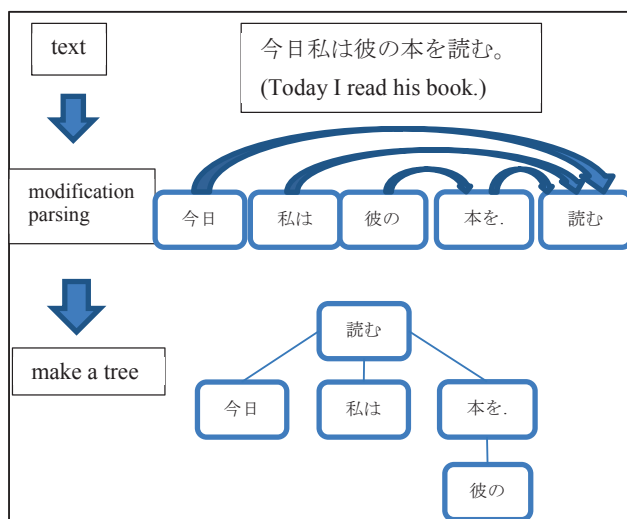 text
今日私は彼の本を読む。
(Today I read his book.)
modification
parsing
今日
私は
彼の
本を.
読む
読む
make a tree
今日
私は
本を.
彼の